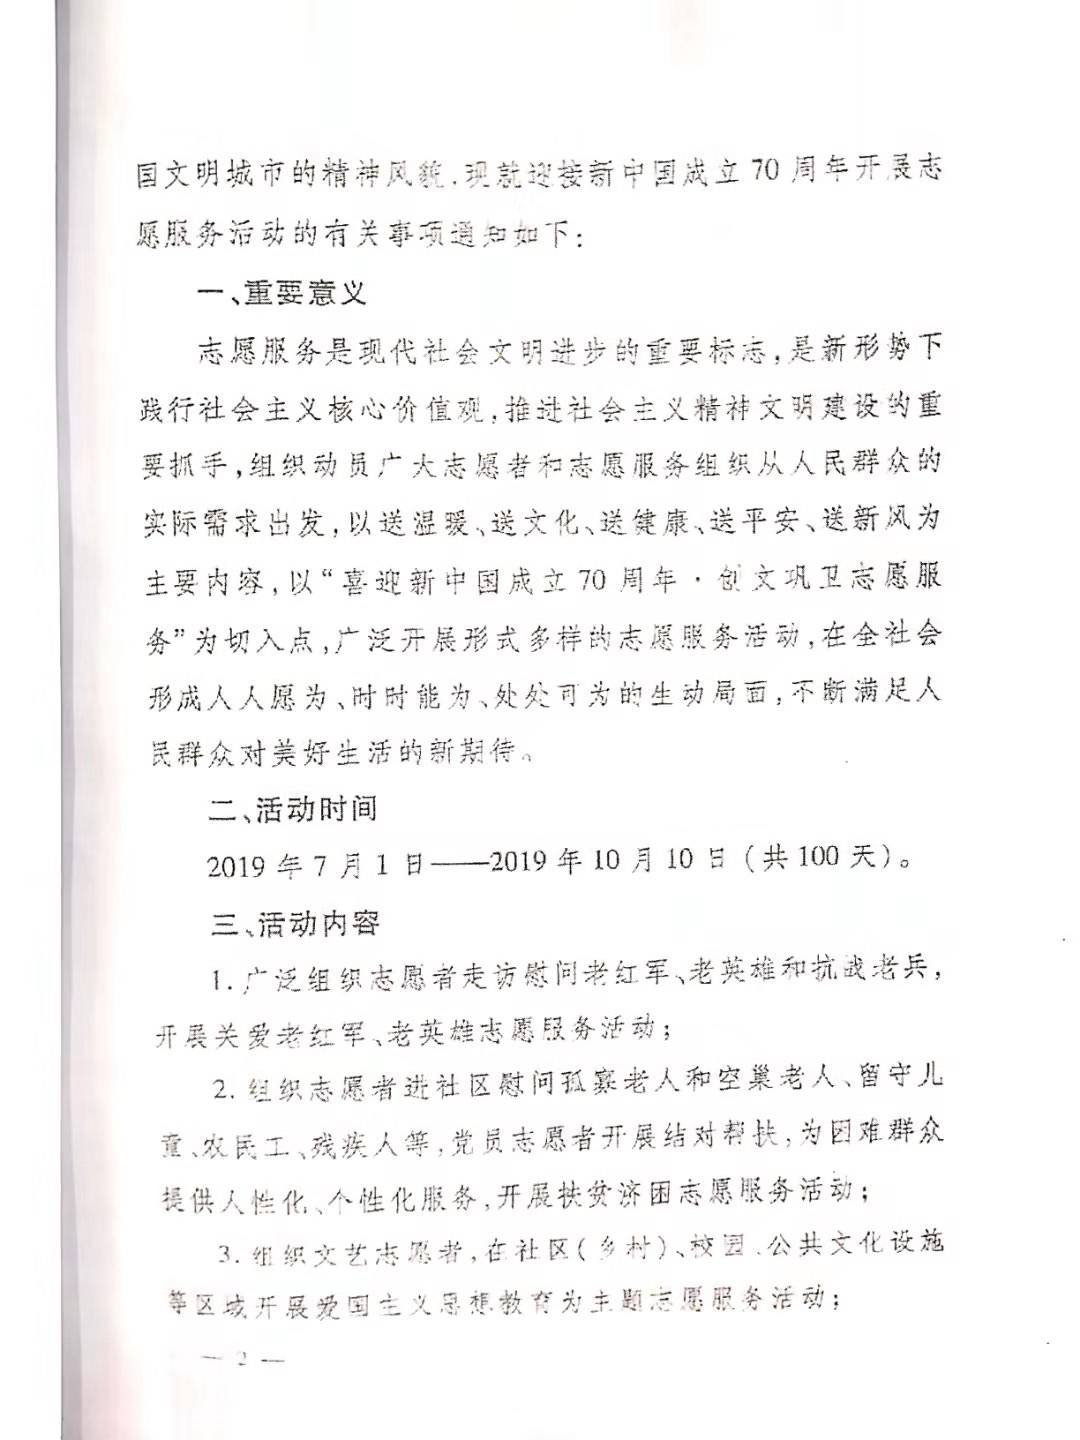 国文明城市的精神风貌,现就迎接新中国成立70周年开展志
愿服务活动的有关事项通知如下:
一、重要意义
志愿服务是现代社会文明进步的重要标志,是新形势下
践行社会主义核心价值观,推进社会主义精神文明建设的重
要抓手,组织动员广大志愿者和志愿服务组织从人民群众的
实际需求出发,以送温暖、送文化、送健康、送平安、送新风为
主要内容,以“喜迎新中国成立70周年·创文巩卫志愿服
务”为切入点,广泛开展形式多样的志愿服务活动,在全社会
形成人人愿为、时时能为、处处可为的生动局面,不断满足人
民群众对美好生活的新期待。
二、活动时间
2019年7月1日——2019年10月10日(共100天)。
三、活动内容
1.广泛组织志愿者走访慰问老红军、老英雄和抗战老兵,
开展关爱老红军、老英雄志愿服务活动;
2.组织志愿者进社区慰问孤寡老人和空巢老人、留守儿
童、农民工、残疾人等,党员志愿者开展结对帮扶,为困难群众
提供人性化、个性化服务,开展扶贫济困志愿服务活动;
3.组织文艺志愿者,在社区(乡村)、校园、公共文化设施
等区域开展爱国主义思想教育为主题志愿服务活动;
— 2 —